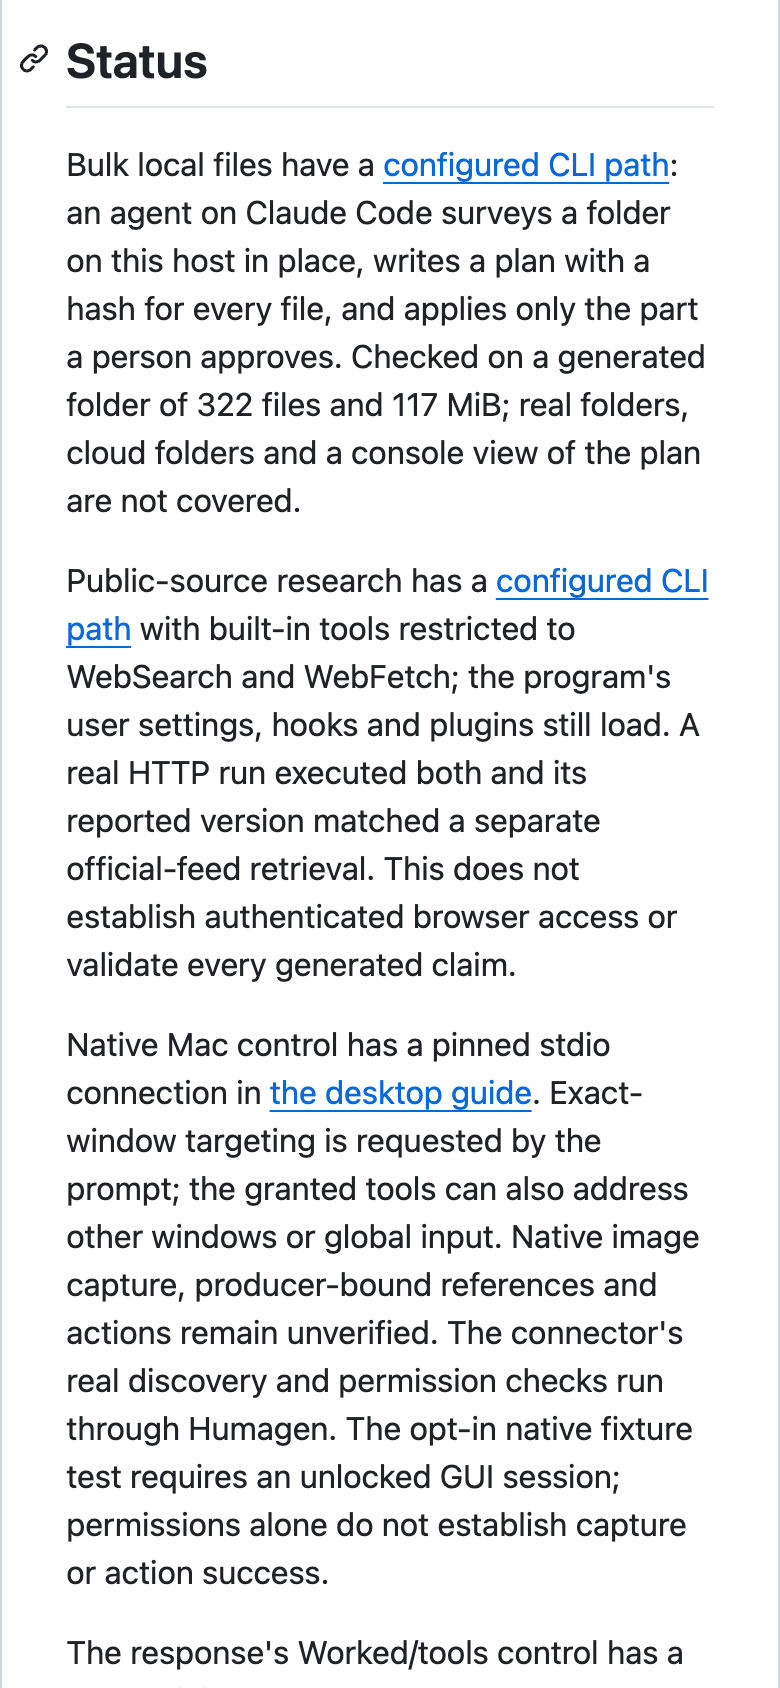 Status
Bulk local files have a configured CLI path:
an agent on Claude Code surveys a folder
on this host in place, writes a plan with a
hash for every file, and applies only the part
a person approves. Checked on a generated
folder of 322 files and 117 MiB; real folders,
cloud folders and a console view of the plan
are not covered.
Public-source research has a configured CLI
path with built-in tools restricted to
WebSearch and WebFetch; the program's
user settings, hooks and plugins still load. A
real HTTP run executed both and its
reported version matched a separate
official-feed retrieval. This does not
establish authenticated browser access or
validate every generated claim.
Native Mac control has a pinned stdio
connection in the desktop guide. Exact-
window targeting is requested by the
prompt; the granted tools can also address
other windows or global input. Native image
capture, producer-bound references and
actions remain unverified. The connector's
real discovery and permission checks run
through Humagen. The opt-in native fixture
test requires an unlocked GUI session;
permissions alone do not establish capture
or action success.
The response's Worked/tools control has a